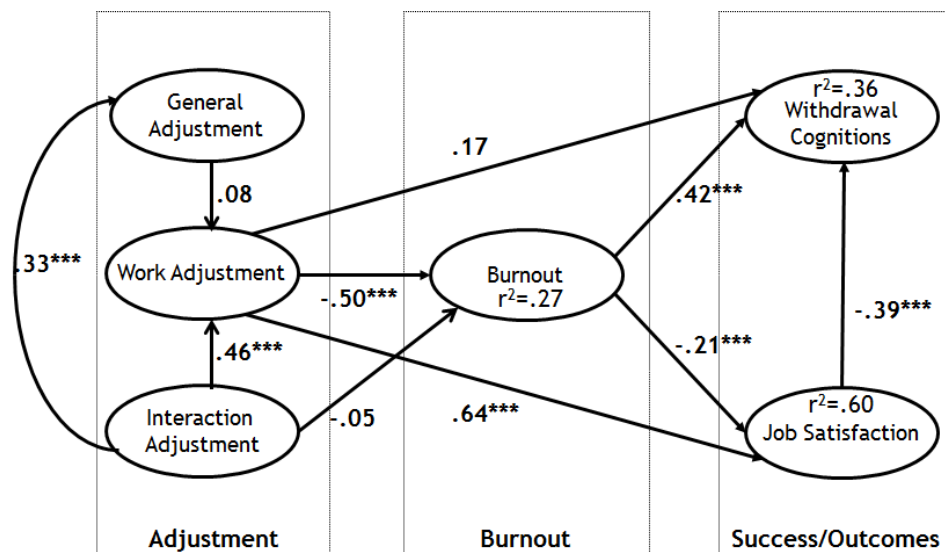 General
Adjustment
r²=.36
Withdrawal
Cognitions
.17
.08
.42***
.33***
Work Adjustment
Burnout
r²=.27
-.50***
-.39***
.46***
-.21***
Interaction
Adjustment
-.05
.64***
r²=.60
Job Satisfaction
Adjustment
Burnout
Success/Outcomes